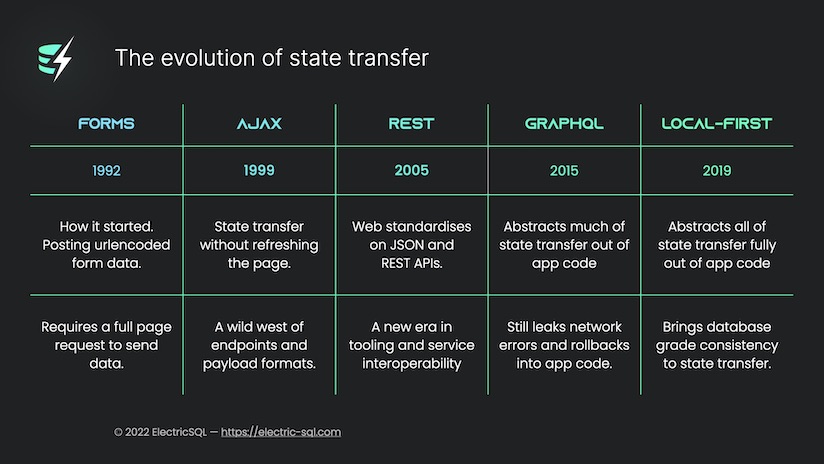 The evolution of state transfer
FORMS
AJAX
REST
GRAPHQL
LOCAL-FIRST
1992
1999
2005
2015
2019
How it started.
Posting urlencoded
form data.
State transfer
without refreshing
the page.
Web standardises
on JSON and
REST APIs.
Abstracts much of
state transfer out of
app code
Abstracts all of
state transfer fully
out of app code
Requires a full page
request to send
data.
A wild west of
endpoints and
payload formats.
A new era in
tooling and service
interoperability
Still leaks network
errors and rollbacks
into app code.
Brings database
grade consistency
to state transfer.
© 2022 ElectricSQL — https://electric-sql.com